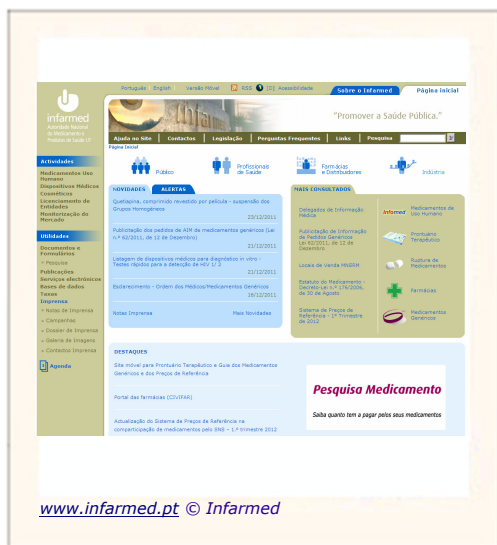 Português English Versão Móvel RSS [D] Acessibilidade Sobre o Infarmed Página inicial
infarmed
Autoridade Nacional
do Medicamento e
Produtos de Saúde I.P.
"Promover a Saúde Pública."
Ajuda no Site Contactos Legislação Perguntas Frequentes Links Pesquisa
Página Inicial
Público
Profissionais
de Saúde
Farmácias
e Distribuidores
Indústria
Actividades
Medicamentos Uso
Humano
Dispositivos Médicos
Cosméticos
Licenciamento de
Entidades
Monitorização do
Mercado
Utilidades
Documentos e
Formulários
Pesquisa
Publicações
Serviços electrónicos
Bases de dados
Taxas
Imprensa
Notas de Imprensa
Campanhas
Dossier de Imprensa
Galeria de Imagens
Contactos Imprensa
Agenda
NOVIDADES ALERTAS
Quetiapina, comprimido revestido por película - suspensão dos
Grupos Homogéneos
23/12/2011
Publicitação dos pedidos de AIM de medicamentos genéricos (Lei
n.º 62/2011, de 12 de Dezembro)
21/12/2011
Listagem de dispositivos médicos para diagnóstico in vitro -
Testes rápidos para a detecção de HIV 1/ 2
21/12/2011
Esclarecimento - Ordem dos Médicos/Medicamentos Genéricos
16/12/2011
Notas Imprensa Mais Novidades
MAIS CONSULTADOS
Delegados de Informação
Médica
Publicitação de Informação
de Pedidos Genéricos
Lei 62/2011, de 12 de
Dezembro
Locais de Venda MNSRM
Estatuto do Medicamento -
Decreto-Lei n.º 176/2006,
de 30 de Agosto
Sistema de Preços de
Referência - 1º Trimestre
de 2012
Infomed
Medicamentos de
Uso Humano
Prontuário
Terapêutico
Ruptura de
Medicamentos
Farmácias
Medicamentos
Genéricos
DESTAQUES
Site móvel para Prontuário Terapêutico e Guia dos Medicamentos
Genéricos e dos Preços de Referência
Portal das farmácias (CIVIFAR)
Actualização do Sistema de Preços de Referência na
comparticipação de medicamentos pelo SNS - 1.º trimestre 2012
Pesquisa Medicamento
Saiba quanto tem a pagar pelos seus medicamentos
www.infarmed.pt © Infarmed